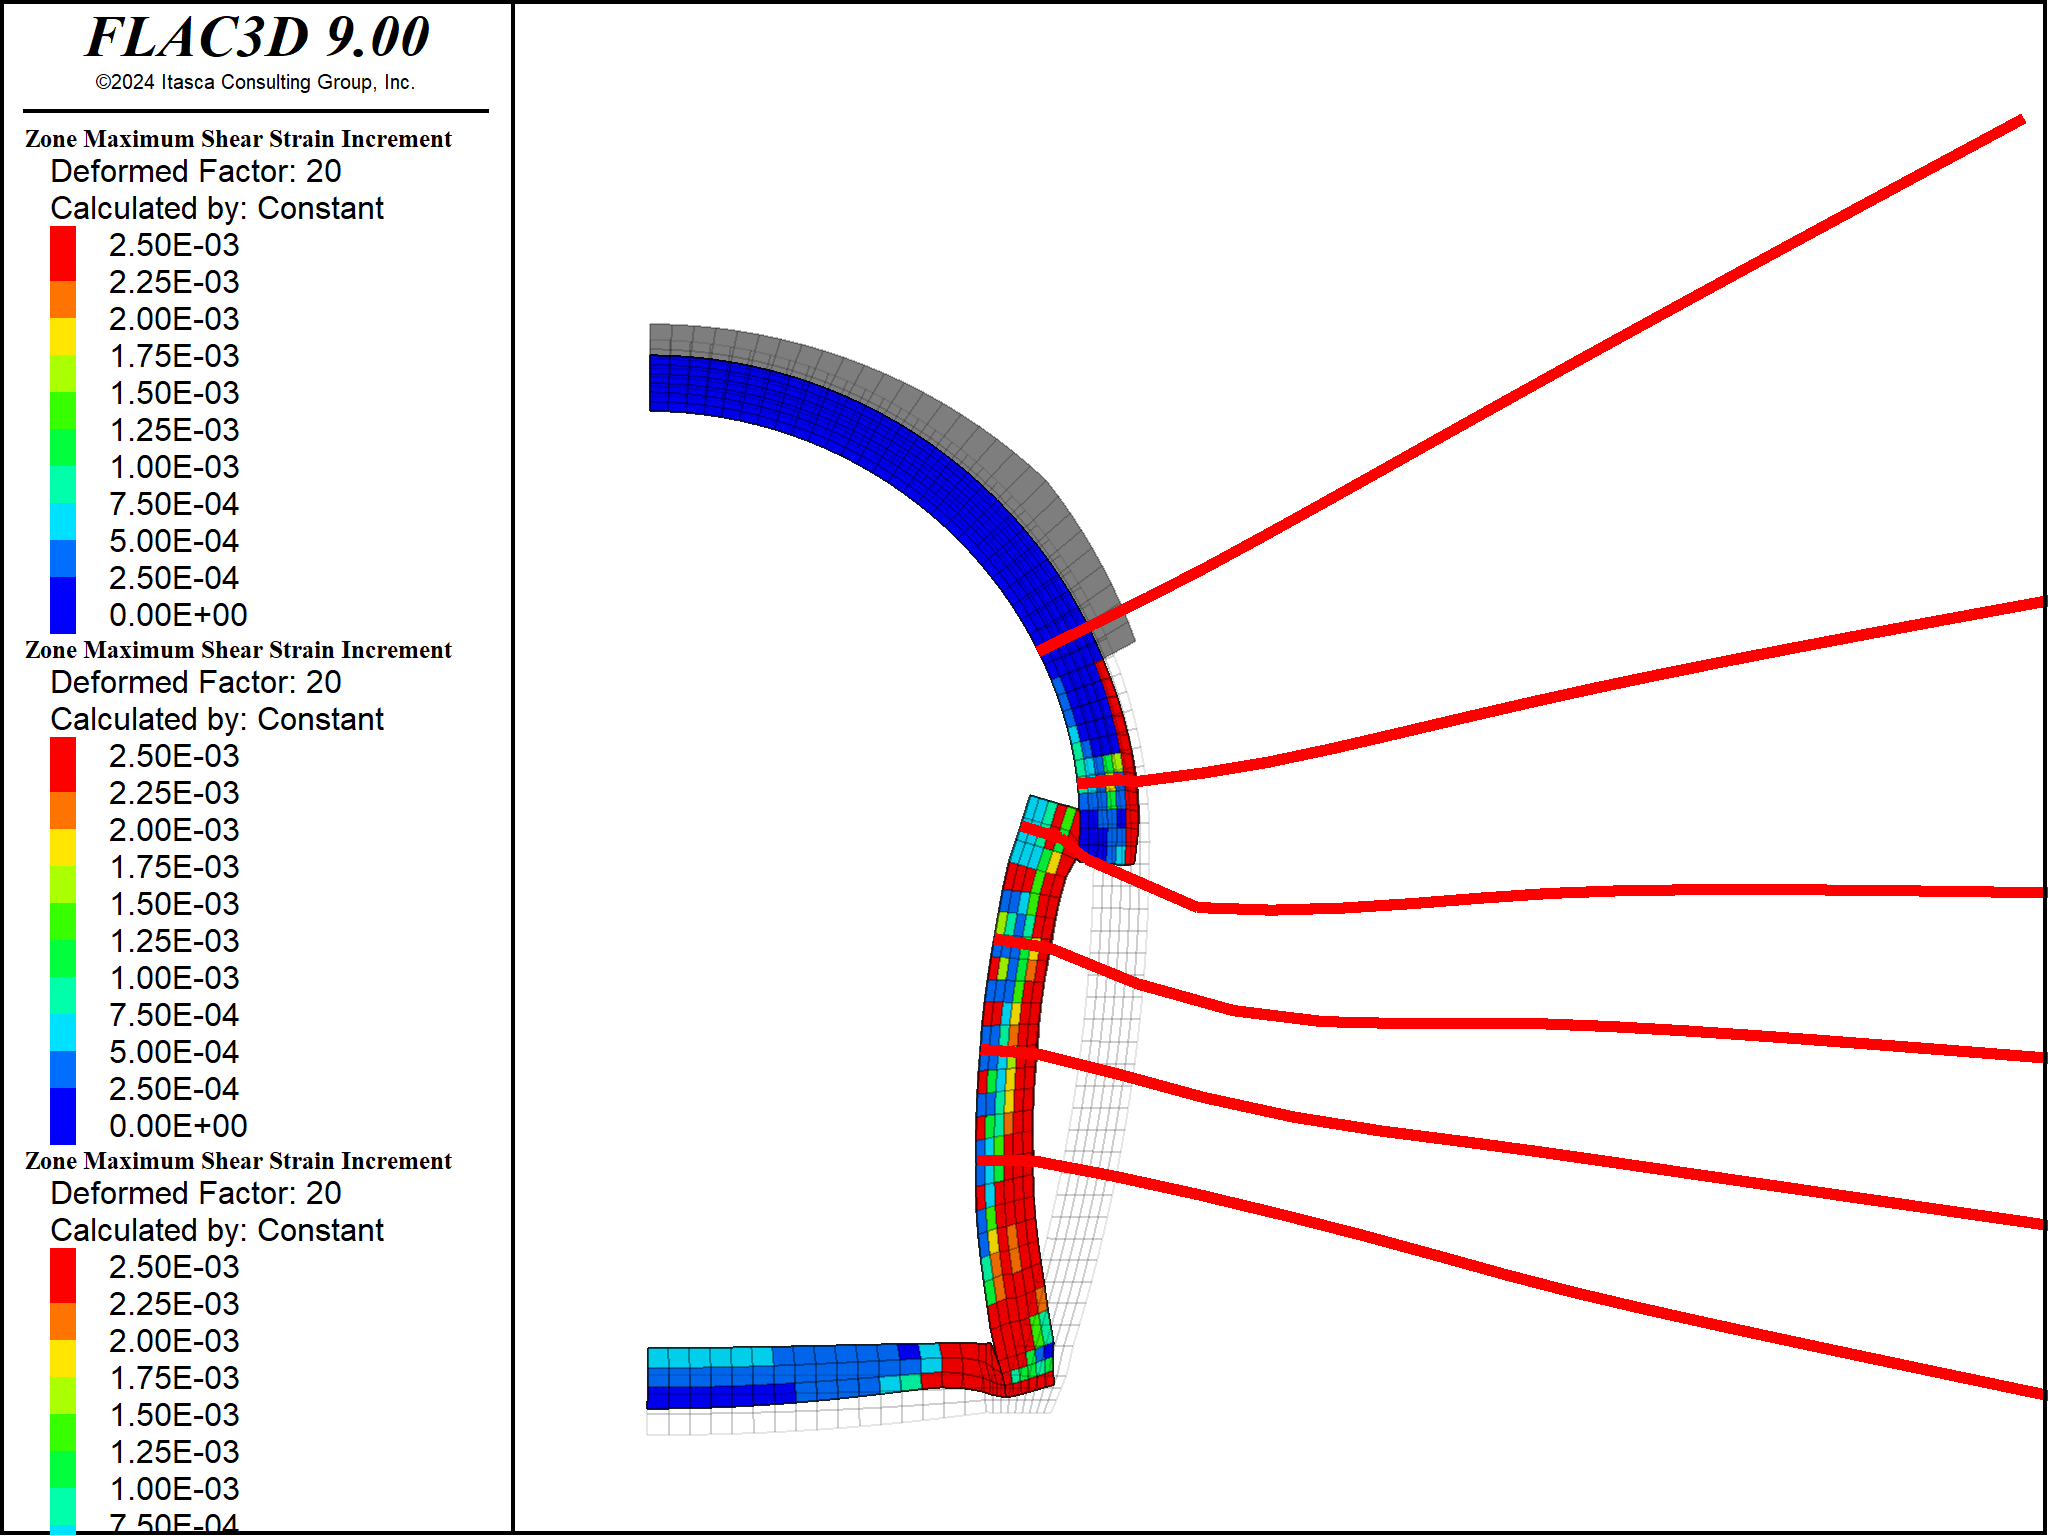 FLAC3D 9.00
©2024 Itasca Consulting Group, Inc.
Zone Maximum Shear Strain Increment
Deformed Factor: 20
Calculated by: Constant
2.50E-03
2.25E-03
2.00E-03
1.75E-03
1.50E-03
1.25E-03
1.00E-03
7.50E-04
5.00E-04
2.50E-04
0.00E+00
Zone Maximum Shear Strain Increment
Deformed Factor: 20
Calculated by: Constant
2.50E-03
2.25E-03
2.00E-03
1.75E-03
1.50E-03
1.25E-03
1.00E-03
7.50E-04
5.00E-04
2.50E-04
0.00E+00
Zone Maximum Shear Strain Increment
Deformed Factor: 20
Calculated by: Constant
2.50E-03
2.25E-03
2.00E-03
1.75E-03
1.50E-03
1.25E-03
1.00E-03
7.50E-04